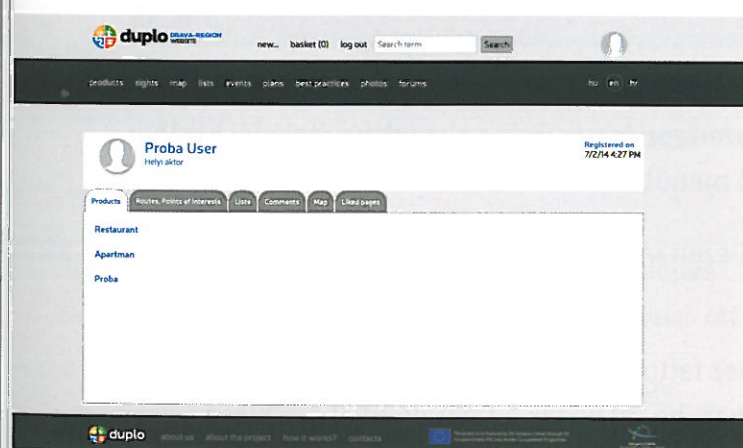 duplo DRAVA-REGION WEBSITE
new... basket (0) log out Search term Search
products sights map lists events plans best practices photos forums hu en hr
Proba User
Helyi aktor
Registered on
7/2/14 4:27 PM
Products Routes, Points of Interests Lists Comments Map Liked pages
Restaurant
Apartman
Proba
duplo about us about the project how it works? contacts